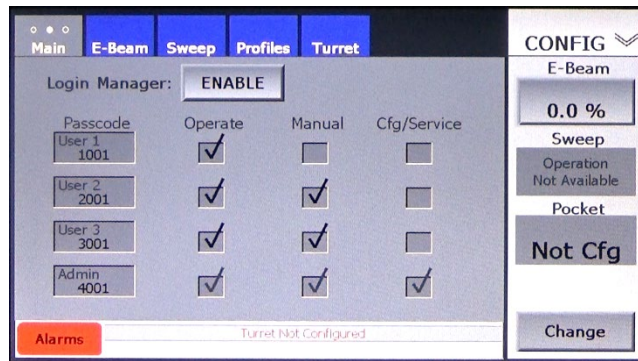 Main E-Beam Sweep Profiles Turret
CONFIG
Login Manager: ENABLE
E-Beam
0.0 %
Passcode Operate Manual Cfg/Service
Sweep
User 1
1001
Operation
Not Available
User 2
2001
Pocket
User 3
3001
Not Cfg
Admin
4001
Alarms
Turret Not Configured
Change